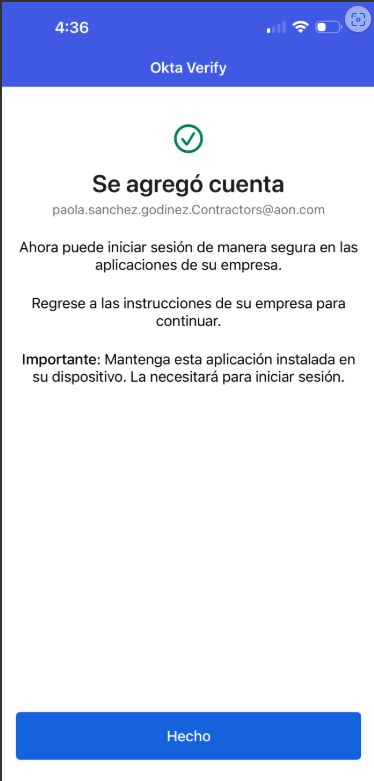 4:36
Okta Verify
Se agregó cuenta
paola.sanchez.godinez.Contractors@aon.com
Ahora puede iniciar sesión de manera segura en las
aplicaciones de su empresa.
Regrese a las instrucciones de su empresa para
continuar.
Importante: Mantenga esta aplicación instalada en
su dispositivo. La necesitará para iniciar sesión.
Hecho